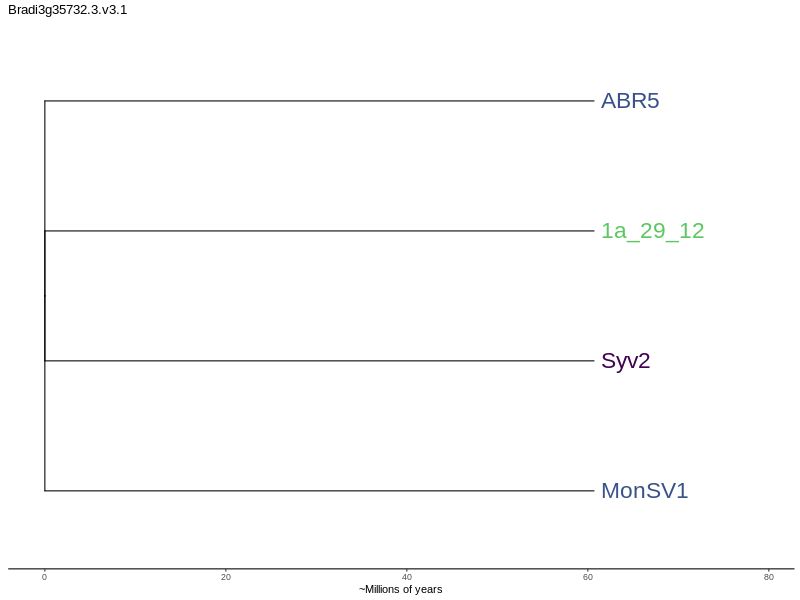 Bradi3g35732.3.v3.1
ABR5
1a_29_12
Syv2
MonSV1
0 20 40 60 80
~Millions of years